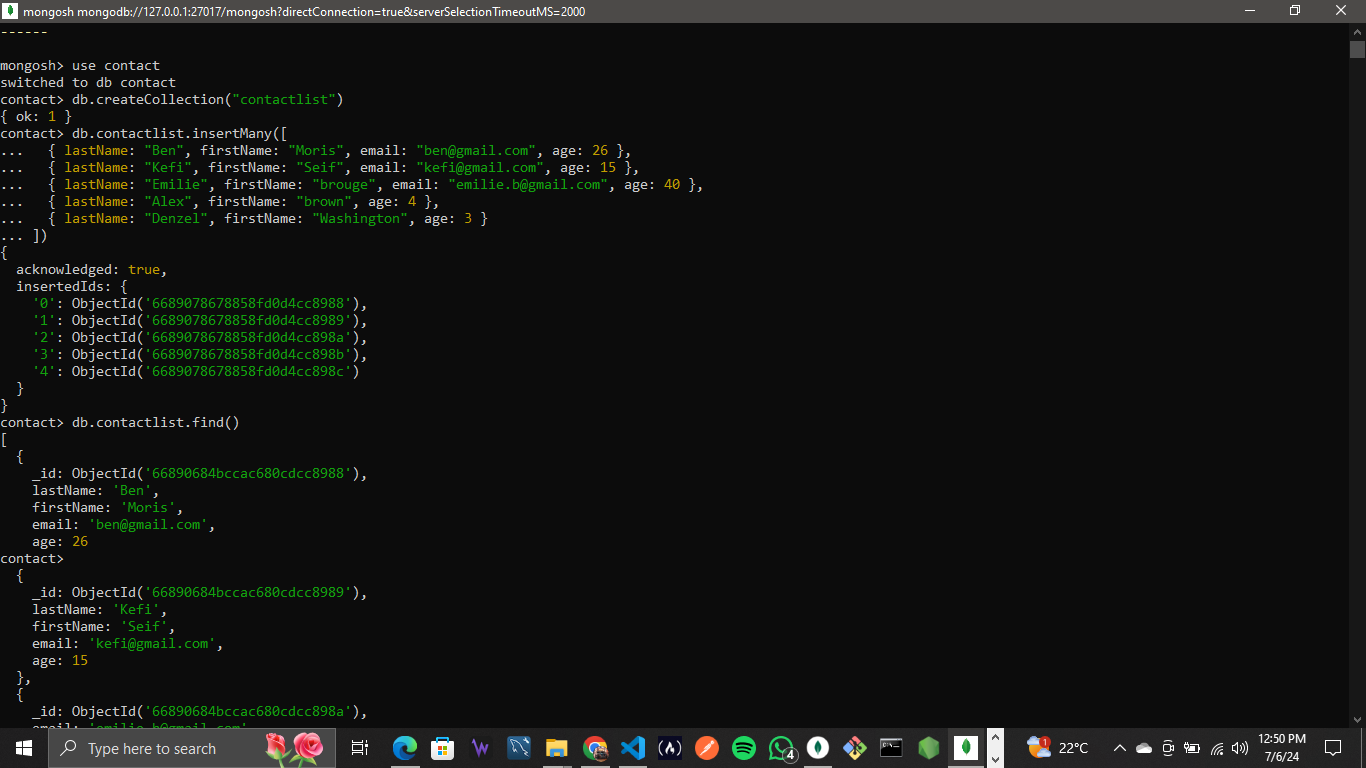 mongosh mongodb://127.0.0.1:27017/mongosh?directConnection=true&serverSelectionTimeoutMS=2000
------
mongosh> use contact
switched to db contact
contact> db.createCollection("contactlist")
{ ok: 1 }
contact> db.contactlist.insertMany([
...   { lastName: "Ben", firstName: "Moris", email: "ben@gmail.com", age: 26 },
...   { lastName: "Kefi", firstName: "Seif", email: "kefi@gmail.com", age: 15 },
...   { lastName: "Emilie", firstName: "brouge", email: "emilie.b@gmail.com", age: 40 },
...   { lastName: "Alex", firstName: "brown", age: 4 },
...   { lastName: "Denzel", firstName: "Washington", age: 3 }
... ])
{
  acknowledged: true,
  insertedIds: {
    '0': ObjectId('6689078678858fd0d4cc8988'),
    '1': ObjectId('6689078678858fd0d4cc8989'),
    '2': ObjectId('6689078678858fd0d4cc898a'),
    '3': ObjectId('6689078678858fd0d4cc898b'),
    '4': ObjectId('6689078678858fd0d4cc898c')
  }
}
contact> db.contactlist.find()
[
  {
    _id: ObjectId('66890684bccac680cdcc8988'),
    lastName: 'Ben',
    firstName: 'Moris',
    email: 'ben@gmail.com',
    age: 26
contact>
  {
    _id: ObjectId('66890684bccac680cdcc8989'),
    lastName: 'Kefi',
    firstName: 'Seif',
    email: 'kefi@gmail.com',
    age: 15
  },
  {
    _id: ObjectId('66890684bccac680cdcc898a'),
    email: 'emilie.b@gmail.com'
Type here to search
4
1
22°C
12:50 PM
7/6/24